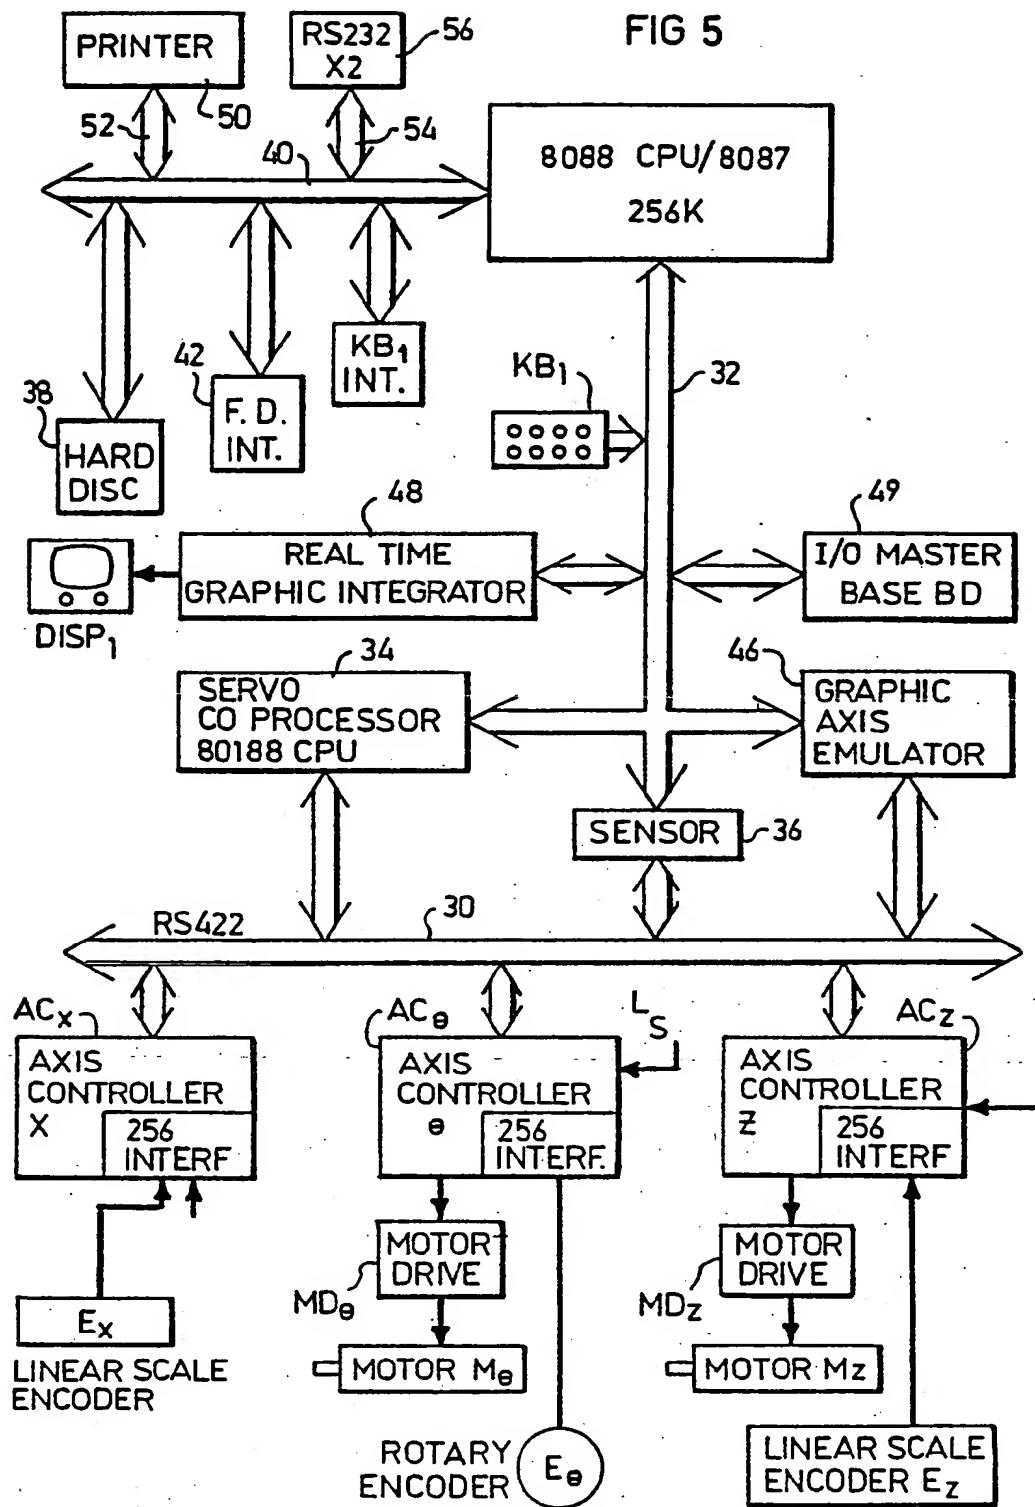 FIG 5
PRINTER
50
RS232
X2
56
52
54
40
8088 CPU/8087
256K
KB1
INT.
42
F.D.
INT.
38
HARD
DISC
KB1
32
48
REAL TIME
GRAPHIC INTEGRATOR
DISP1
49
I/O MASTER
BASE BD
34
SERVO
CO PROCESSOR
80188 CPU
46
GRAPHIC
AXIS
EMULATOR
SENSOR
36
RS422
30
ACX
AXIS
CONTROLLER
X
256
INTERF
ACθ
LS
AXIS
CONTROLLER
θ
256
INTERF.
ACZ
AXIS
CONTROLLER
Z
256
INTERF
MOTOR
DRIVE
MDθ
MOTOR Mθ
MOTOR
DRIVE
MDZ
MOTOR MZ
EX
LINEAR SCALE
ENCODER
ROTARY
ENCODER
Eθ
LINEAR SCALE
ENCODER EZ